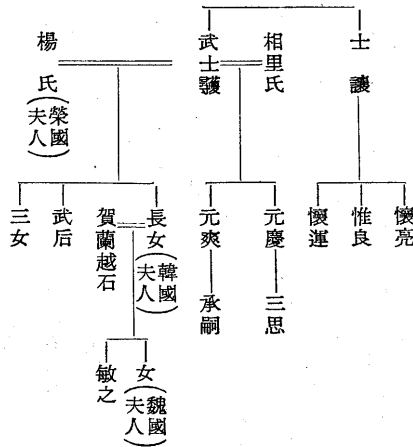 士讓
相里氏
武士彠
楊氏(榮國夫人)
懷亮
惟良
懷運
元慶
三思
元爽
承嗣
長女(韓國夫人)
賀蘭越石
武后
三女
女(魏國夫人)
敏之